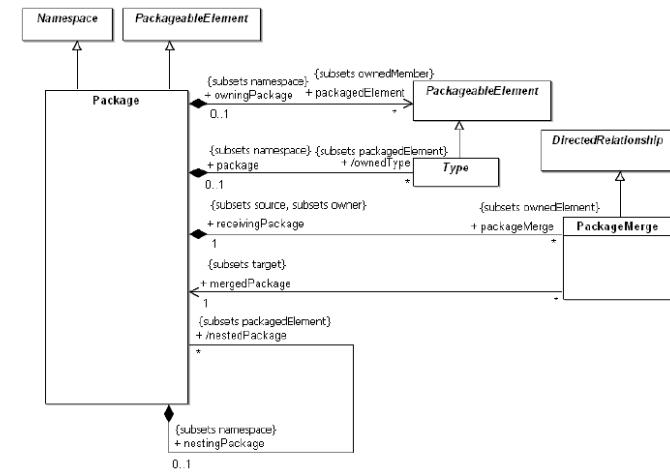 Namespace
PackageableElement
Package
{subsets namespace}
+ owningPackage
0..1
{subsets ownedMember}
+ packagedElement
*
PackageableElement
{subsets namespace}
+ package
0..1
{subsets packagedElement}
+ /ownedType
*
Type
DirectedRelationship
{subsets source, subsets owner}
+ receivingPackage
1
{subsets ownedElement}
+ packageMerge
*
PackageMerge
{subsets target}
+ mergedPackage
1
*
{subsets packagedElement}
+ /nestedPackage
*
{subsets namespace}
+ nestingPackage
0..1